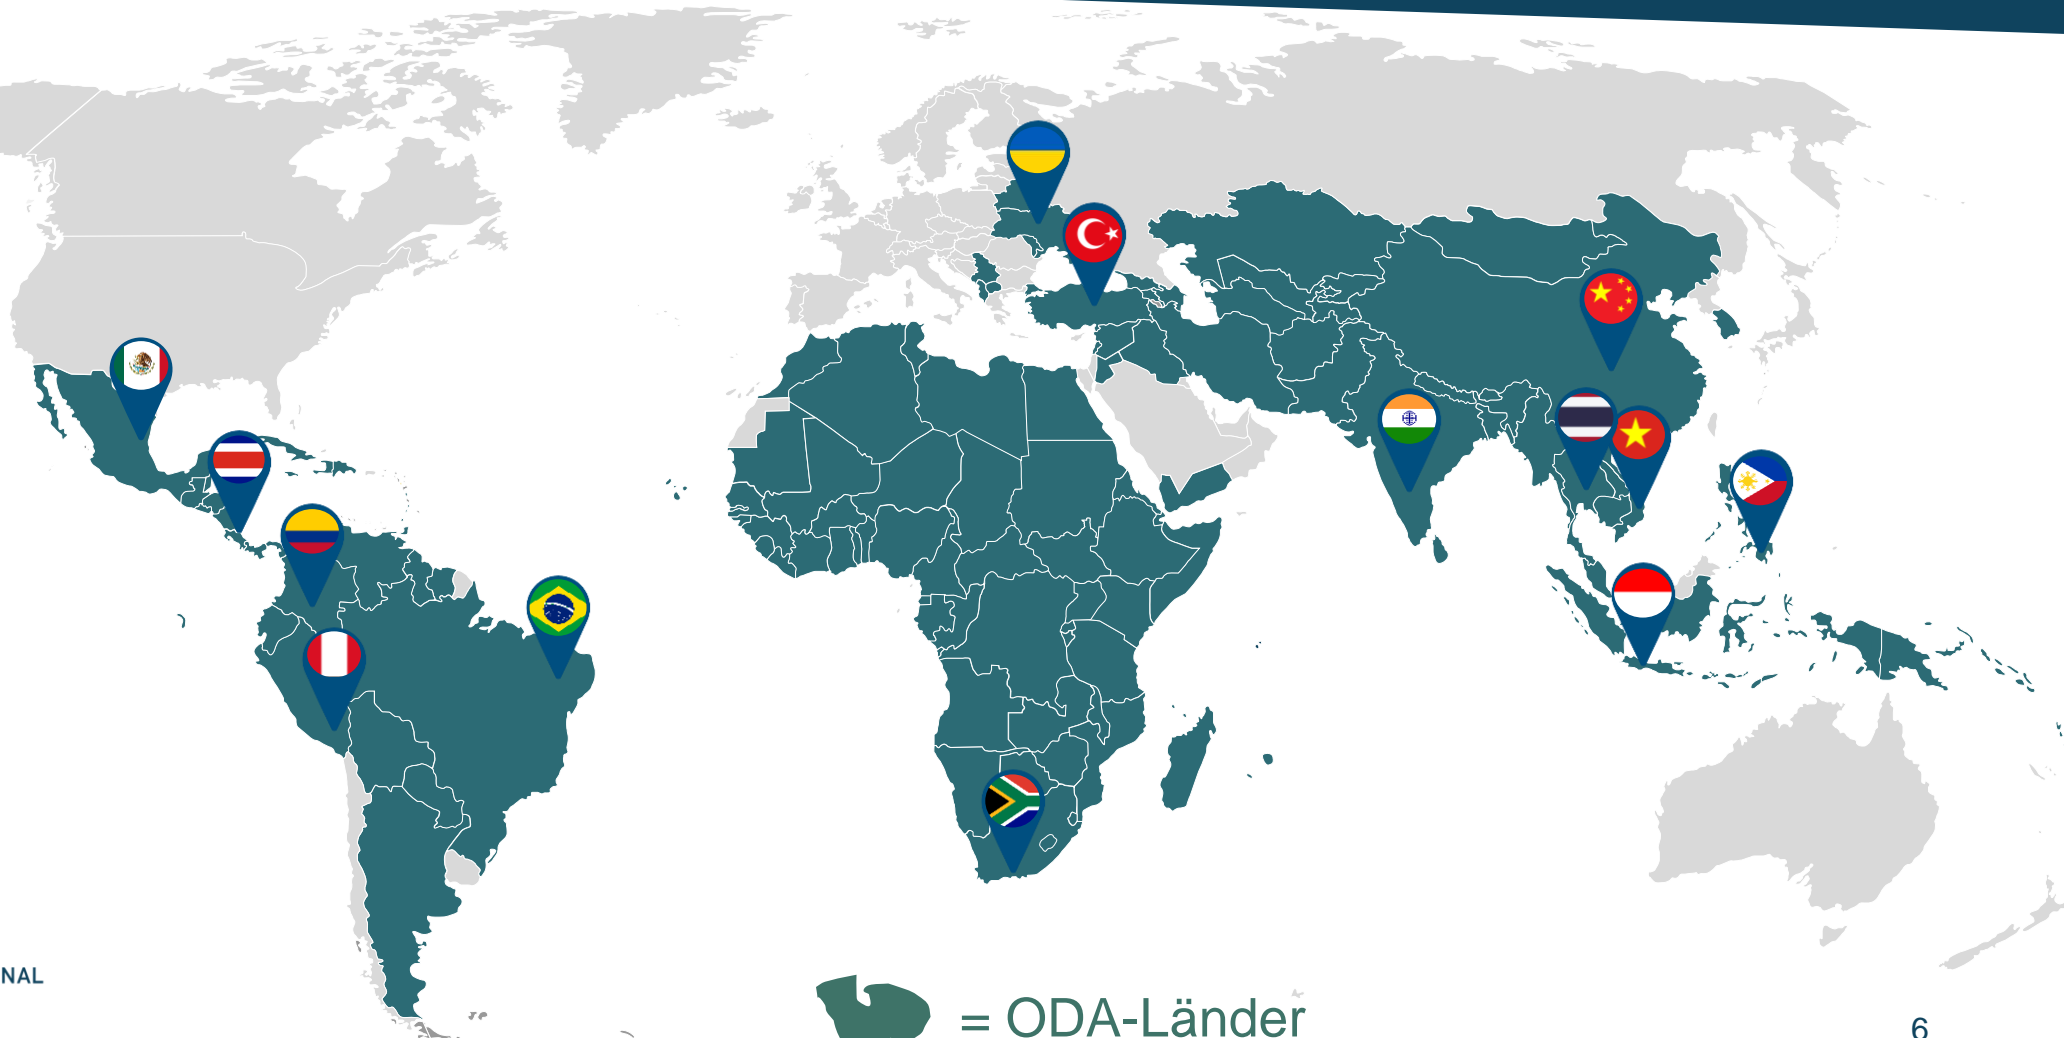 NAL
= ODA-Länder
6